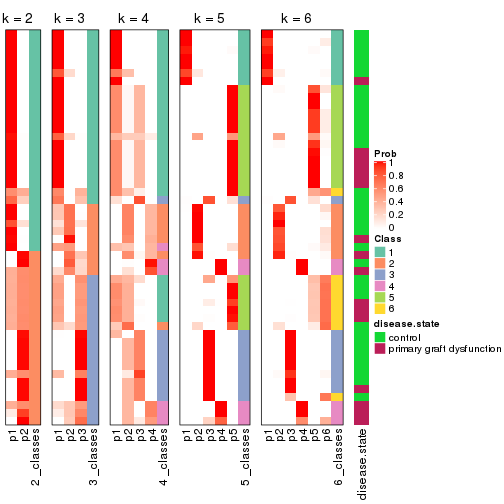 k = 2
k = 3
k = 4
k = 5
k = 6
Prob
1
0.8
0.6
0.4
0.2
0
Class
1
2
3
4
5
6
disease.state
control
primary graft dysfunction
p1
p2
2_classes
p1
p2
p3
3_classes
p1
p2
p3
p4
4_classes
p1
p2
p3
p4
p5
5_classes
p1
p2
p3
p4
p5
p6
6_classes
disease.state